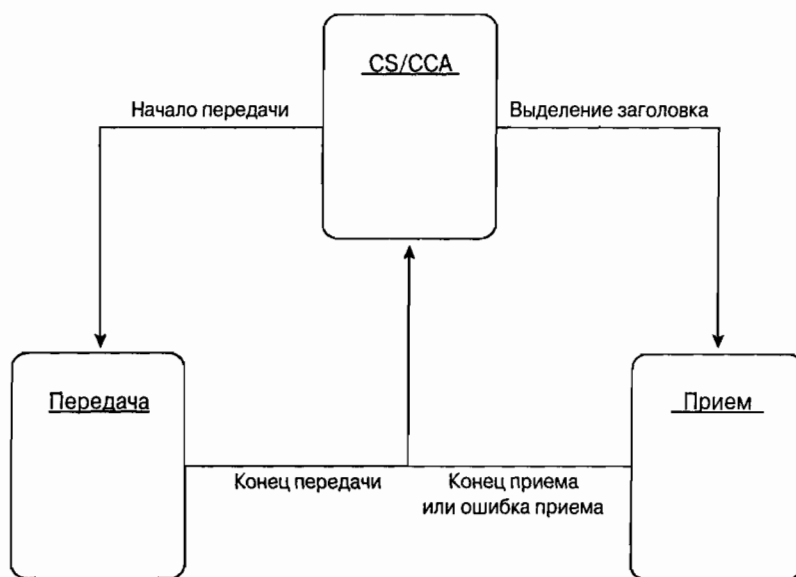 CS/CCA
Начало передачи
Выделение заголовка
Передача
Прием
Конец передачи
Конец приема
или ошибка приема